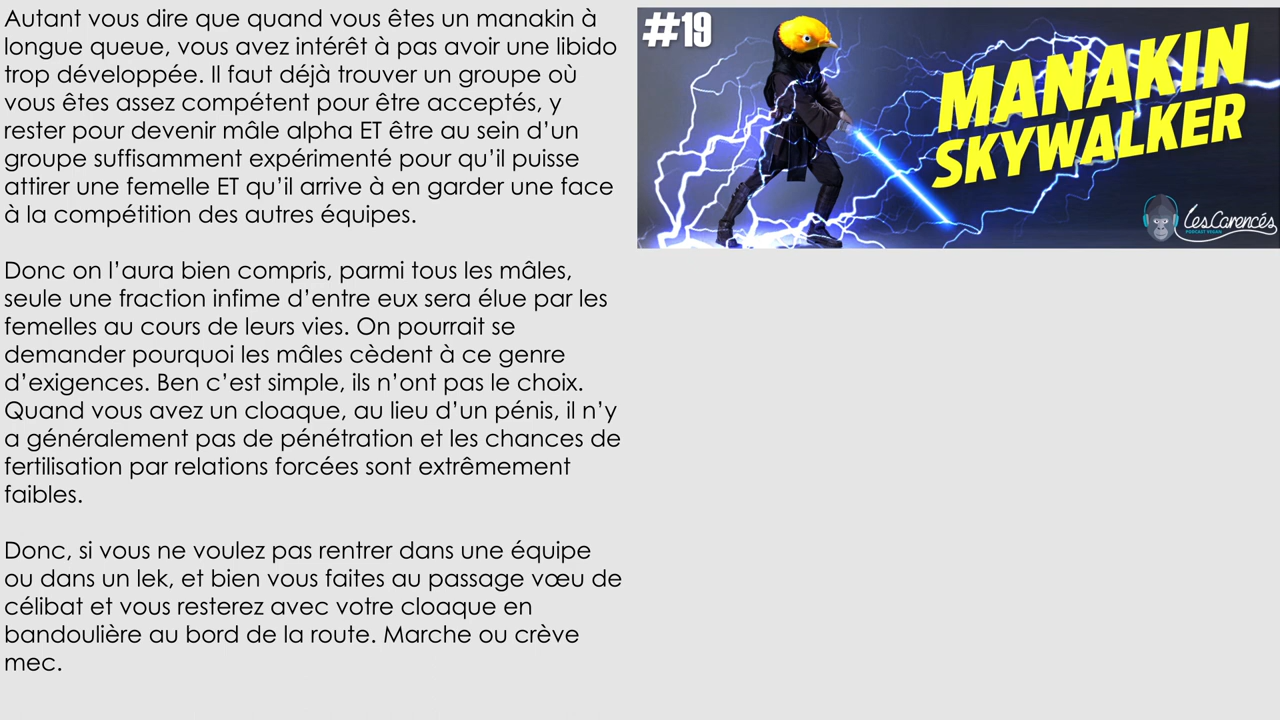 Autant vous dire que quand vous êtes un manakin à
longue queue, vous avez intérêt à pas avoir une libido
trop développée. Il faut déjà trouver un groupe où
vous êtes assez compétent pour être acceptés, y
rester pour devenir mâle alpha ET être au sein d’un
groupe suffisamment expérimenté pour qu’il puisse
attirer une femelle ET qu’il arrive à en garder une face
à la compétition des autres équipes.
Donc on l’aura bien compris, parmi tous les mâles,
seule une fraction infime d’entre eux sera élue par les
femelles au cours de leurs vies. On pourrait se
demander pourquoi les mâles cèdent à ce genre
d’exigences. Ben c’est simple, ils n’ont pas le choix.
Quand vous avez un cloaque, au lieu d’un pénis, il n’y
a généralement pas de pénétration et les chances de
fertilisation par relations forcées sont extrêmement
faibles.
Donc, si vous ne voulez pas rentrer dans une équipe
ou dans un lek, et bien vous faites au passage vœu de
célibat et vous resterez avec votre cloaque en
bandoulière au bord de la route. Marche ou crève
mec.
#19
MANAKIN
SKYWALKER
Les Carencés
PODCAST VEGAN